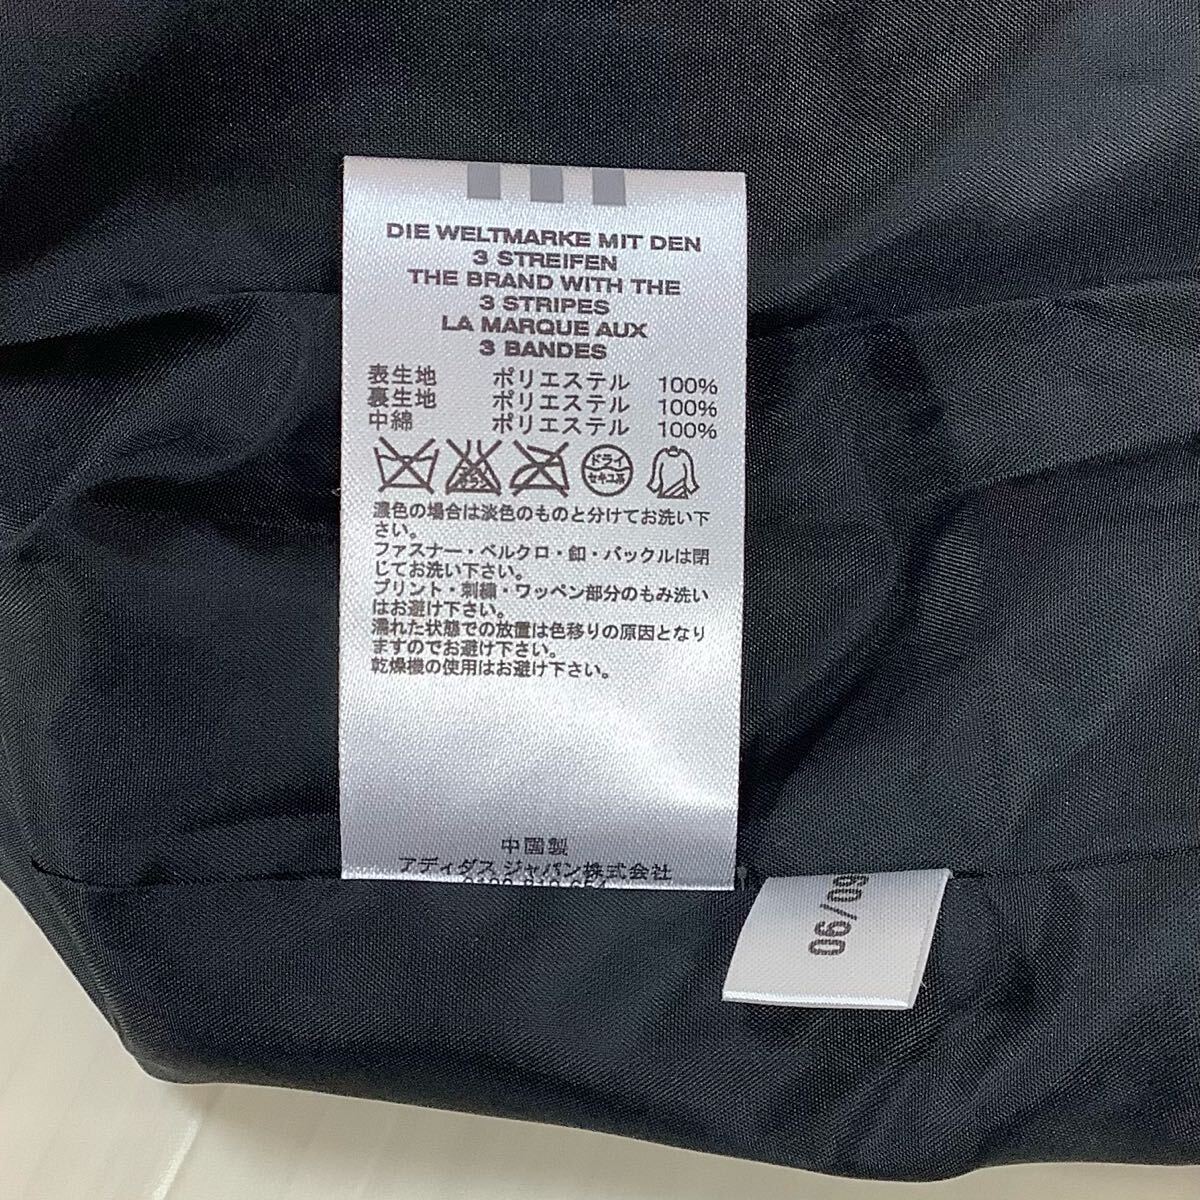 DIE WELTMARKE MIT DEN
3 STREIFEN
THE BRAND WITH THE
3 STRIPES
LA MARQUE AUX
3 BANDES
表生地 ポリエステル 100%
裏生地 ポリエステル 100%
中綿 ポリエステル 100%
ドライ
セキユ系
濃色の場合は淡色のものと分けてお洗い下
さい。
ファスナー・ベルクロ・釦・バックルは閉
じてお洗い下さい。
プリント・刺繍・ワッペン部分のもみ洗い
はお避け下さい。
濡れた状態での放置は色移りの原因となり
ますのでお避け下さい。
乾燥機の使用はお避け下さい。
中国製
アディダス ジャパン株式会社
60/90